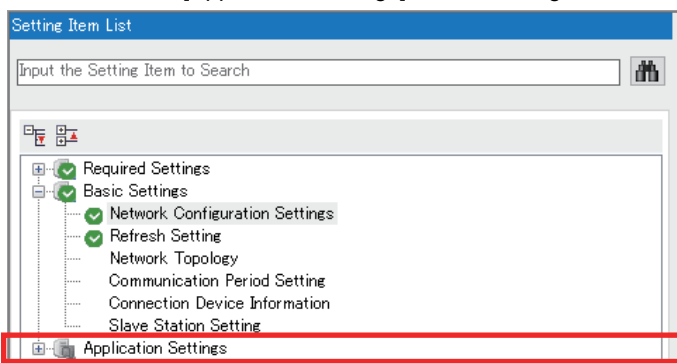 Setting Item List
Input the Setting Item to Search
Required Settings
Basic Settings
Network Configuration Settings
Refresh Setting
Network Topology
Communication Period Setting
Connection Device Information
Slave Station Setting
Application Settings